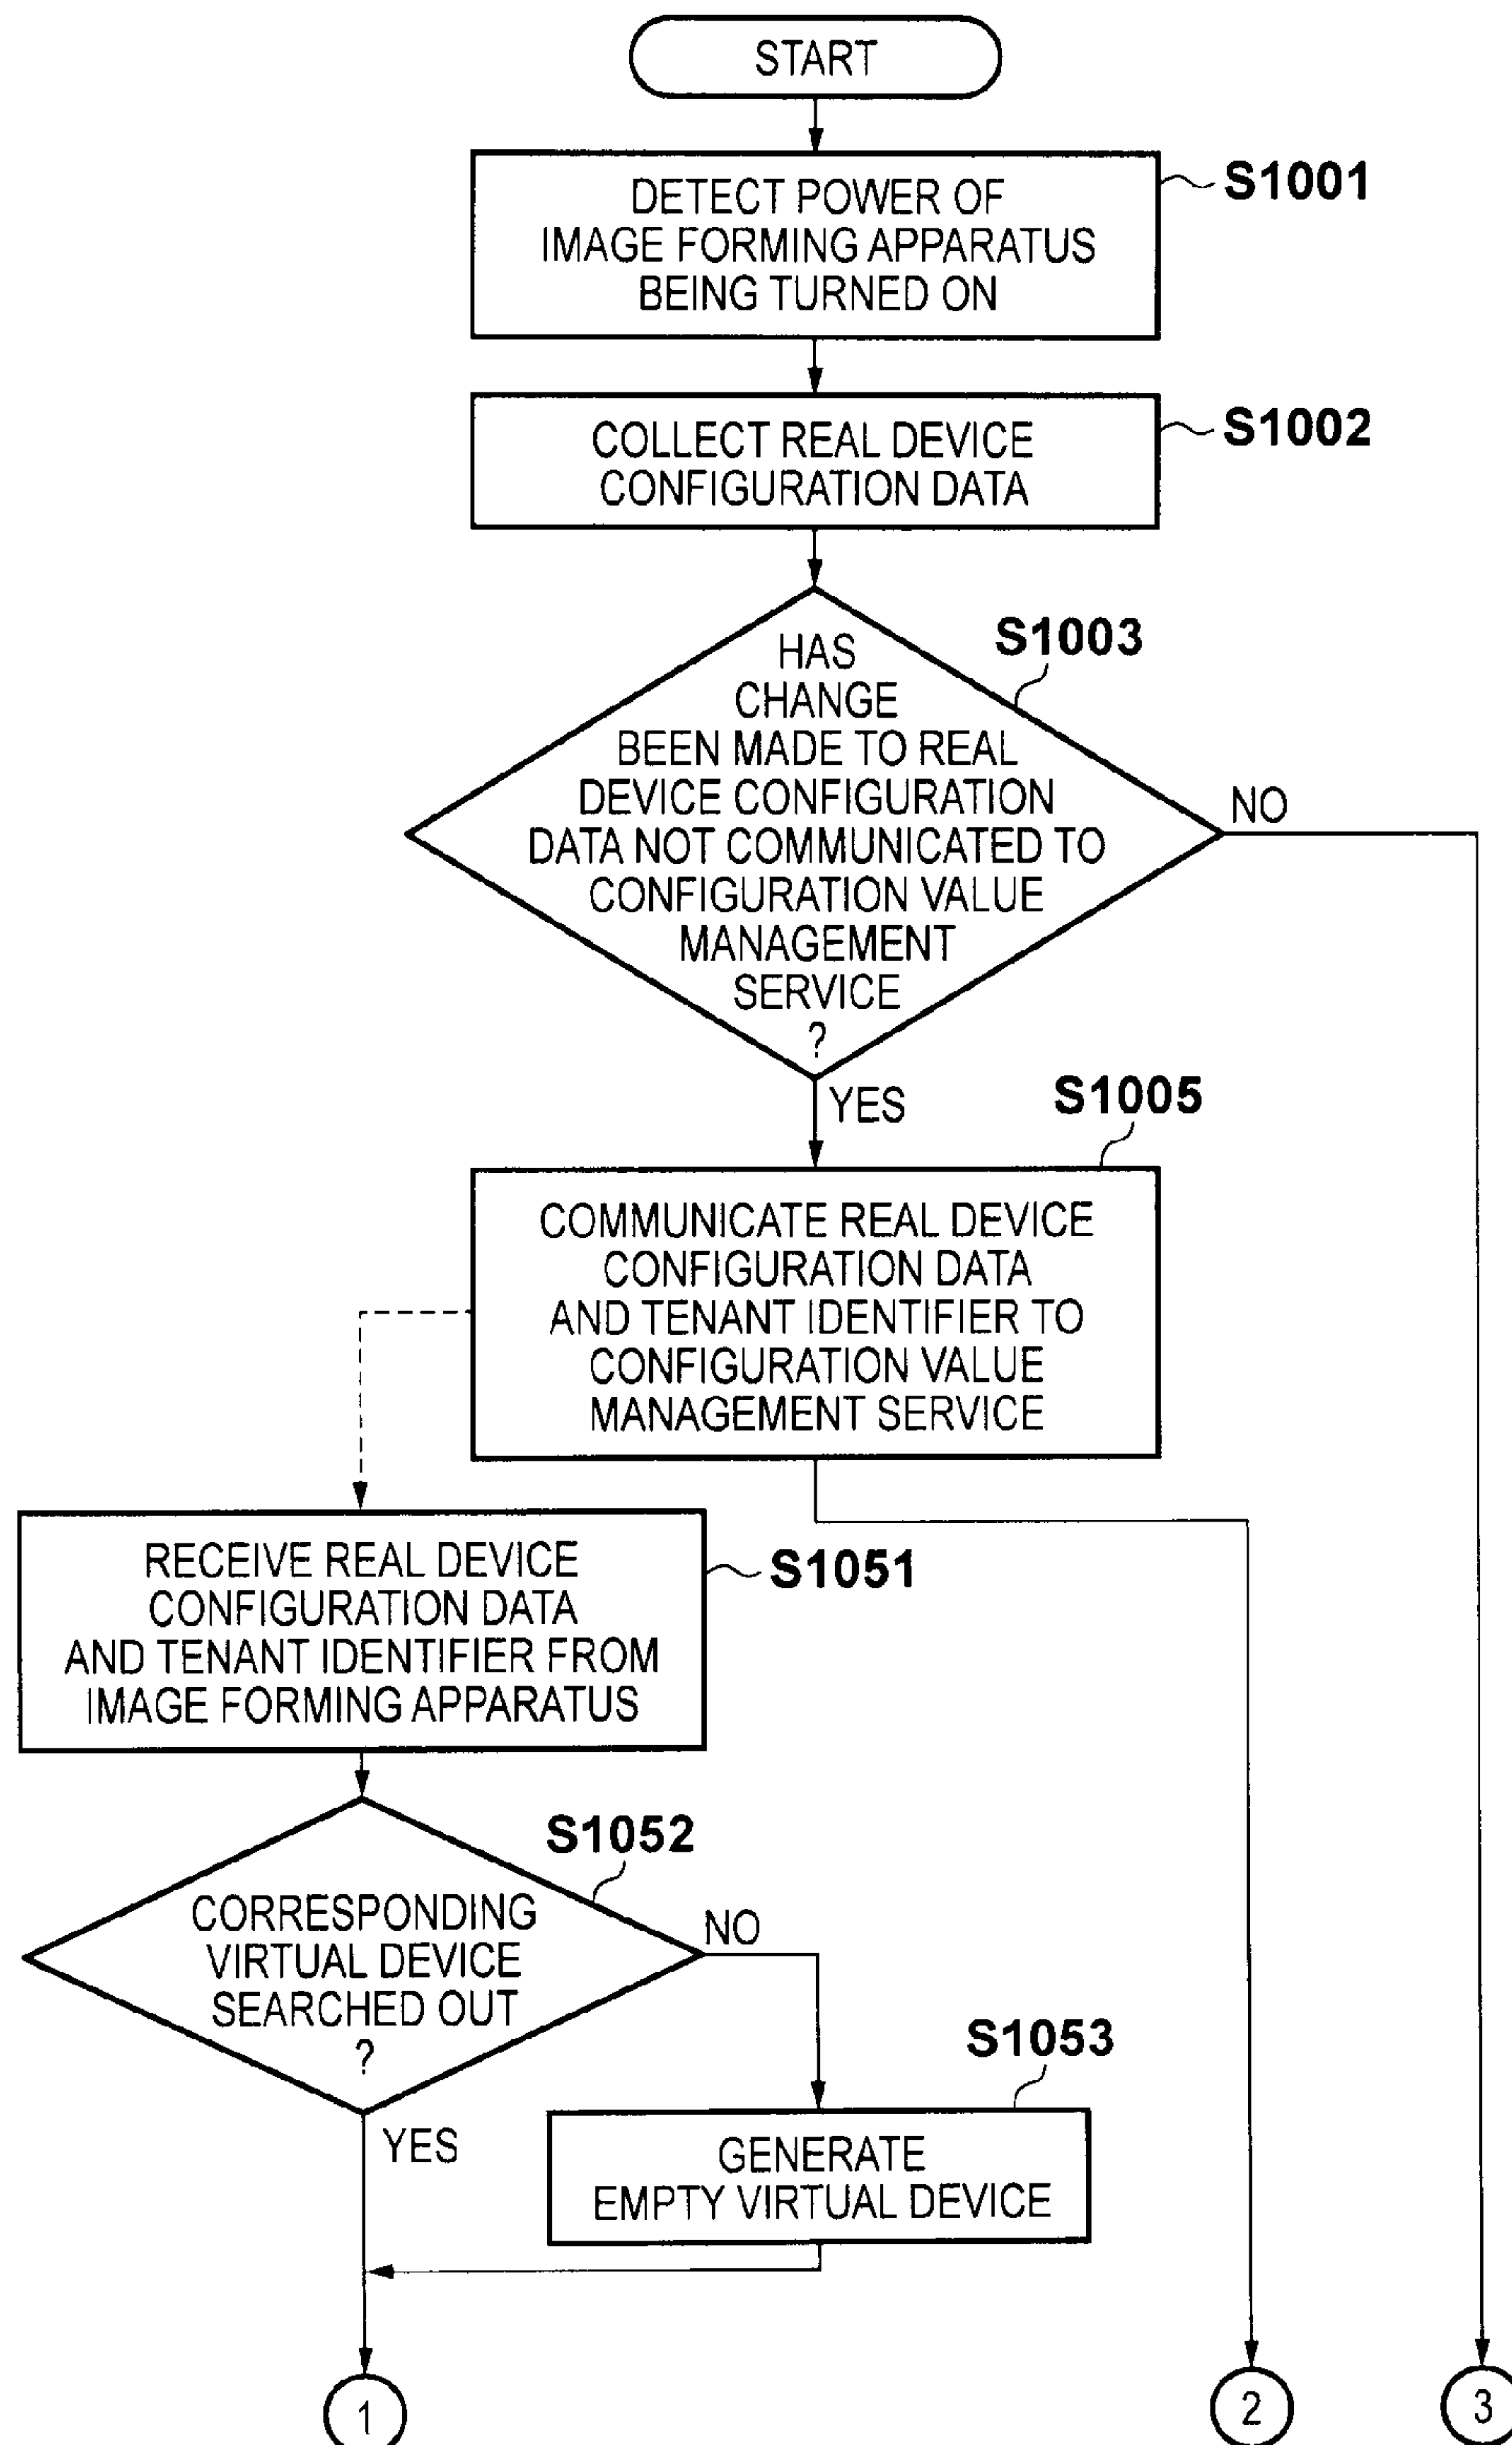 START
DETECT POWER OF
IMAGE FORMING APPARATUS
BEING TURNED ON
S1001
COLLECT REAL DEVICE
CONFIGURATION DATA
S1002
HAS
CHANGE
BEEN MADE TO REAL
DEVICE CONFIGURATION
DATA NOT COMMUNICATED TO
CONFIGURATION VALUE
MANAGEMENT
SERVICE
?
S1003
NO
YES
S1005
COMMUNICATE REAL DEVICE
CONFIGURATION DATA
AND TENANT IDENTIFIER TO
CONFIGURATION VALUE
MANAGEMENT SERVICE
RECEIVE REAL DEVICE
CONFIGURATION DATA
AND TENANT IDENTIFIER FROM
IMAGE FORMING APPARATUS
S1051
S1052
CORRESPONDING
VIRTUAL DEVICE
SEARCHED OUT
?
NO
YES
S1053
GENERATE
EMPTY VIRTUAL DEVICE
1
2
3